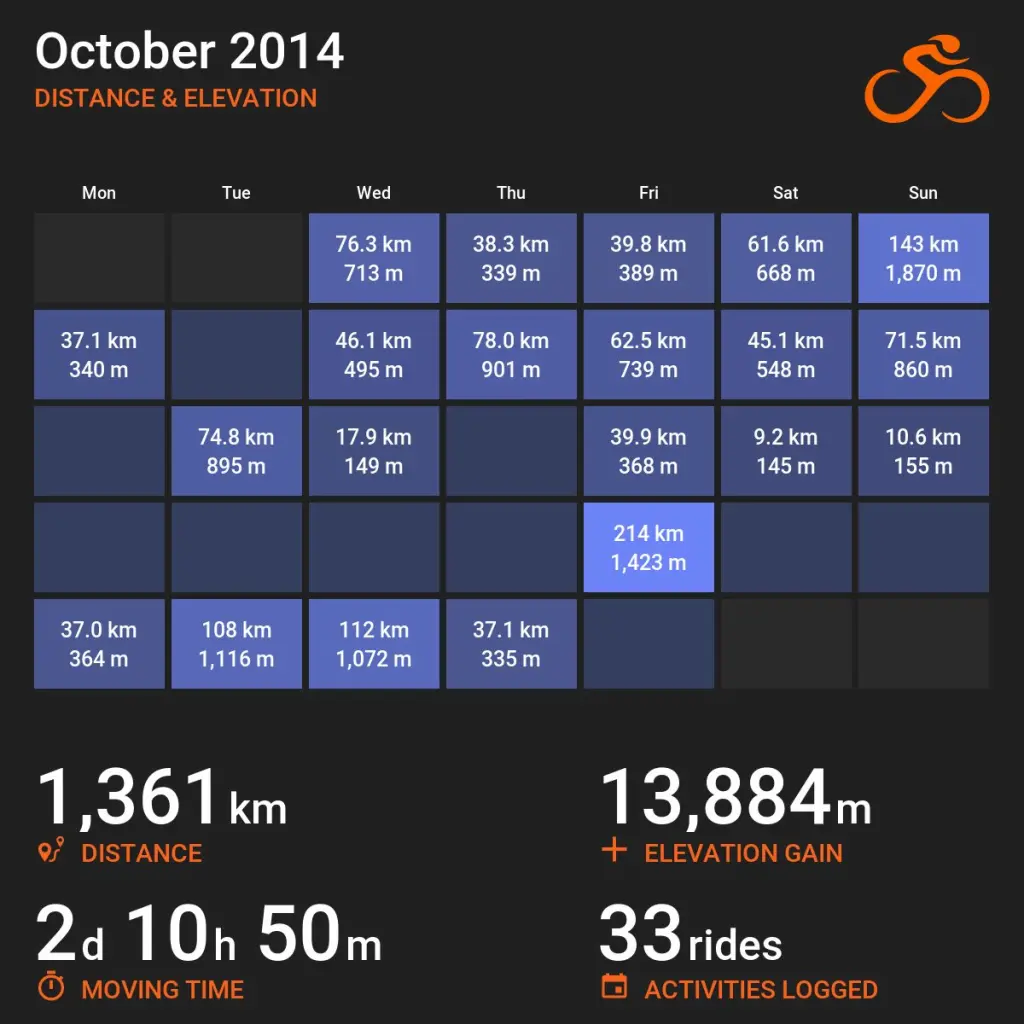 October 2014
DISTANCE & ELEVATION
Mon Tue Wed Thu Fri Sat Sun
76.3 km 38.3 km 39.8 km 61.6 km 143 km
713 m 339 m 389 m 668 m 1,870 m
37.1 km 46.1 km 78.0 km 62.5 km 45.1 km 71.5 km
340 m 495 m 901 m 739 m 548 m 860 m
74.8 km 17.9 km 39.9 km 9.2 km 10.6 km
895 m 149 m 368 m 145 m 155 m
214 km
1,423 m
37.0 km 108 km 112 km 37.1 km
364 m 1,116 m 1,072 m 335 m
1,361 km 13,884 m
DISTANCE ELEVATION GAIN
2d 10h 50m 33 rides
MOVING TIME ACTIVITIES LOGGED